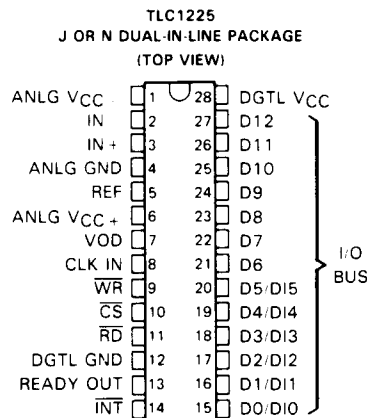 TLC1225
J OR N DUAL-IN-LINE PACKAGE
(TOP VIEW)
ANLG VCC- 1 28 DGTL VCC
IN 2 27 D12
IN+ 3 26 D11
ANLG GND 4 25 D10
REF 5 24 D9
ANLG VCC+ 6 23 D8
VOD 7 22 D7
CLK IN 8 21 D6
WR 9 20 D5/DI5
CS 10 19 D4/DI4
RD 11 18 D3/DI3
DGTL GND 12 17 D2/DI2
READY OUT 13 16 D1/DI1
INT 14 15 D0/DI0
I/O
BUS